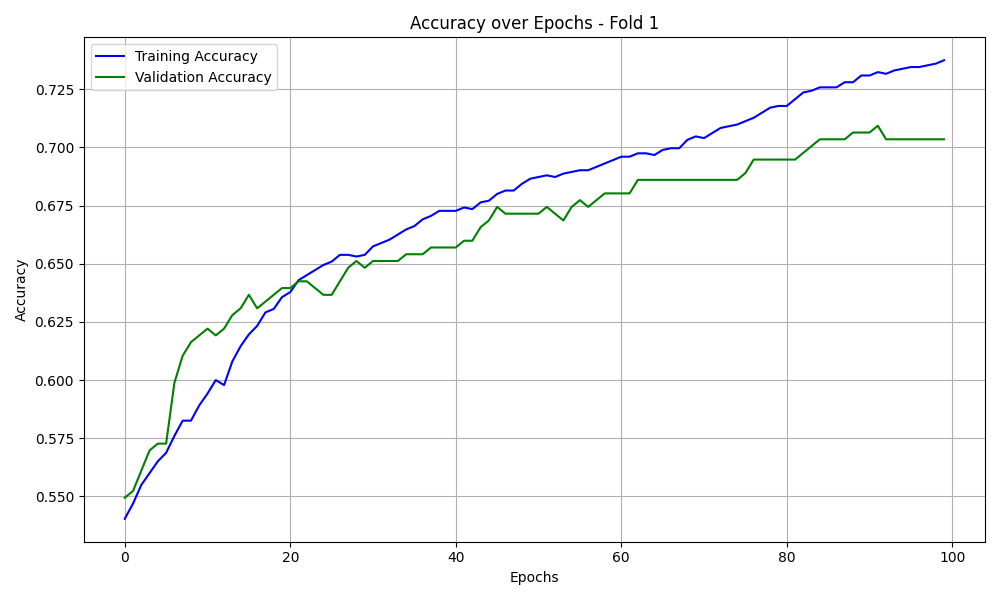 Accuracy over Epochs - Fold 1
Training Accuracy
Validation Accuracy
Accuracy
0.725
0.700
0.675
0.650
0.625
0.600
0.575
0.550
0 20 40 60 80 100
Epochs